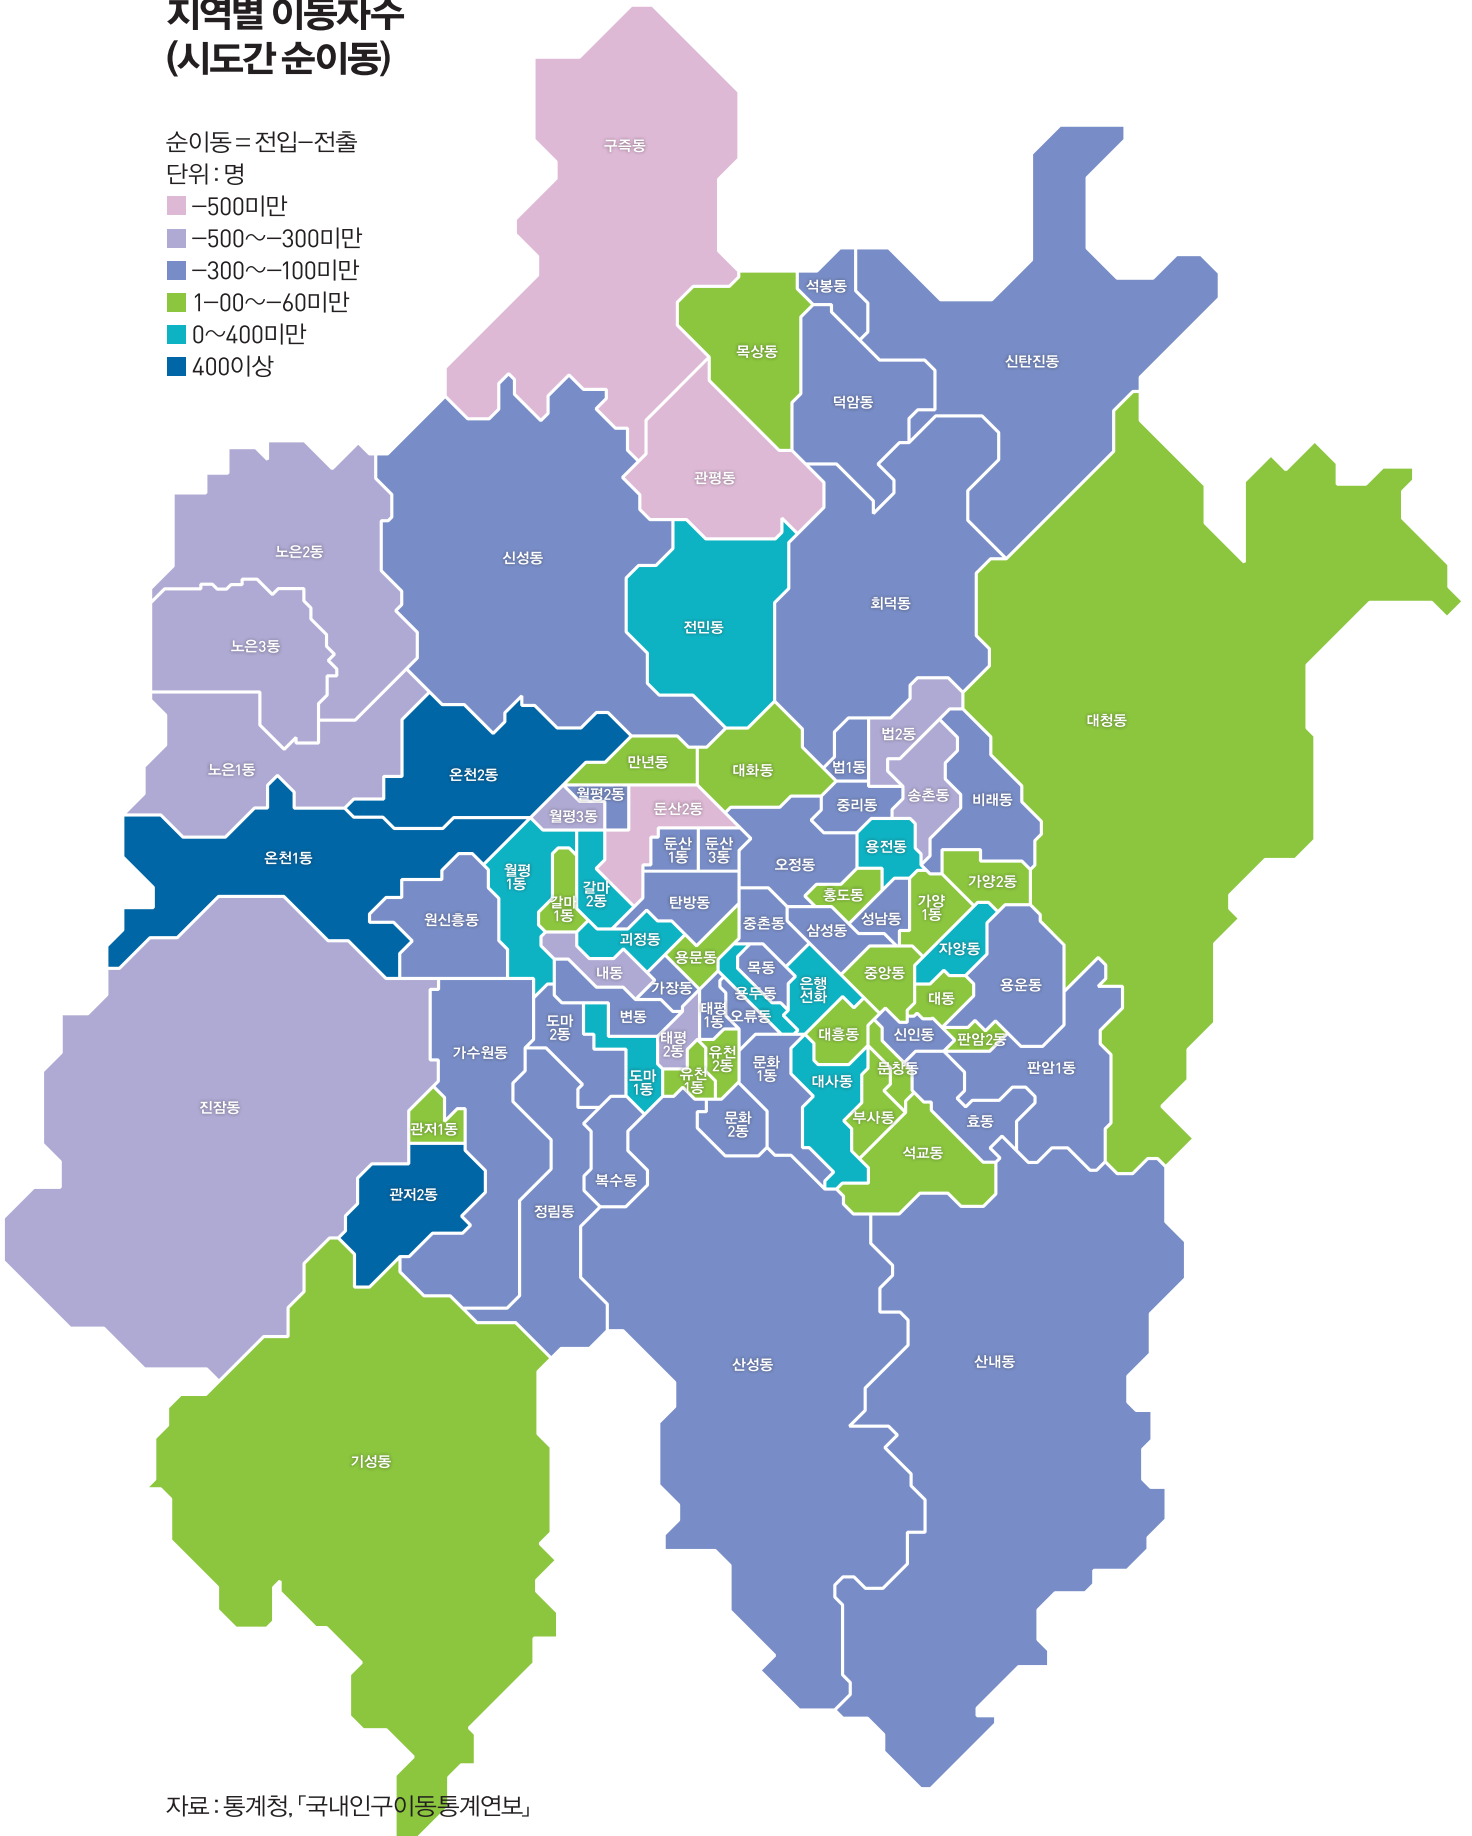 지역별 이동자수
(시도간 순이동)
순이동=전입-전출
단위 : 명
-500미만
-500~-300미만
-300~-100미만
1-00~-60미만
0~400미만
400이상
구즉동
석봉동
목상동
신탄진동
덕암동
관평동
노은2동
신성동
회덕동
전민동
노은3동
대청동
법2동
노은1동
온천2동
만년동
대화동
법1동
월평2동
송촌동
비래동
중리동
월평3동
둔산2동
온천1동
둔산
1동
둔산
3동
용전동
오정동
월평
1동
가양2동
갈마
2동
홍도동
갈마
1동
탄방동
가양
1동
원신흥동
성남동
중촌동
삼성동
괴정동
자양동
용문동
내동
목동
중앙동
가장동
은행
선화
용운동
용두동
대동
태평
1동
오류동
변동
도마
2동
대흥동
신인동
판암2동
태평
2동
가수원동
유천
2동
문화
1동
문창동
판암1동
도마
1동
유천
1동
대사동
진잠동
부사동
문화
2동
효동
관저1동
석교동
복수동
관저2동
정림동
산성동
산내동
기성동
자료 : 통계청, 「국내인구이동통계연보」